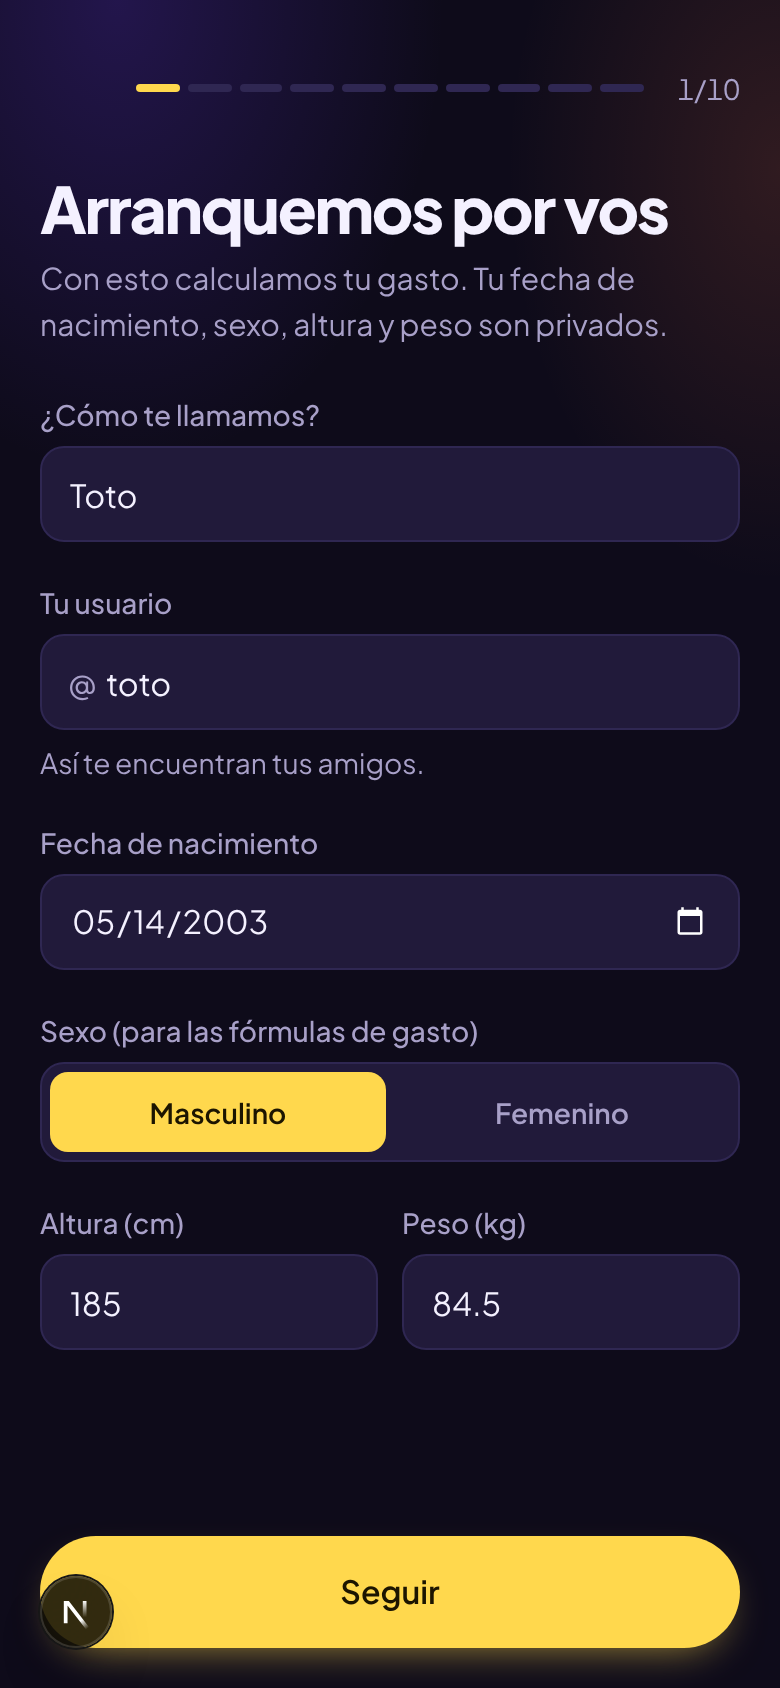 1/10
Arranquemos por vos
Con esto calculamos tu gasto. Tu fecha de
nacimiento, sexo, altura y peso son privados.
¿Cómo te llamamos?
Toto
Tu usuario
@ toto
Así te encuentran tus amigos.
Fecha de nacimiento
05/14/2003
Sexo (para las fórmulas de gasto)
Masculino Femenino
Altura (cm) Peso (kg)
185 84.5
Seguir
N